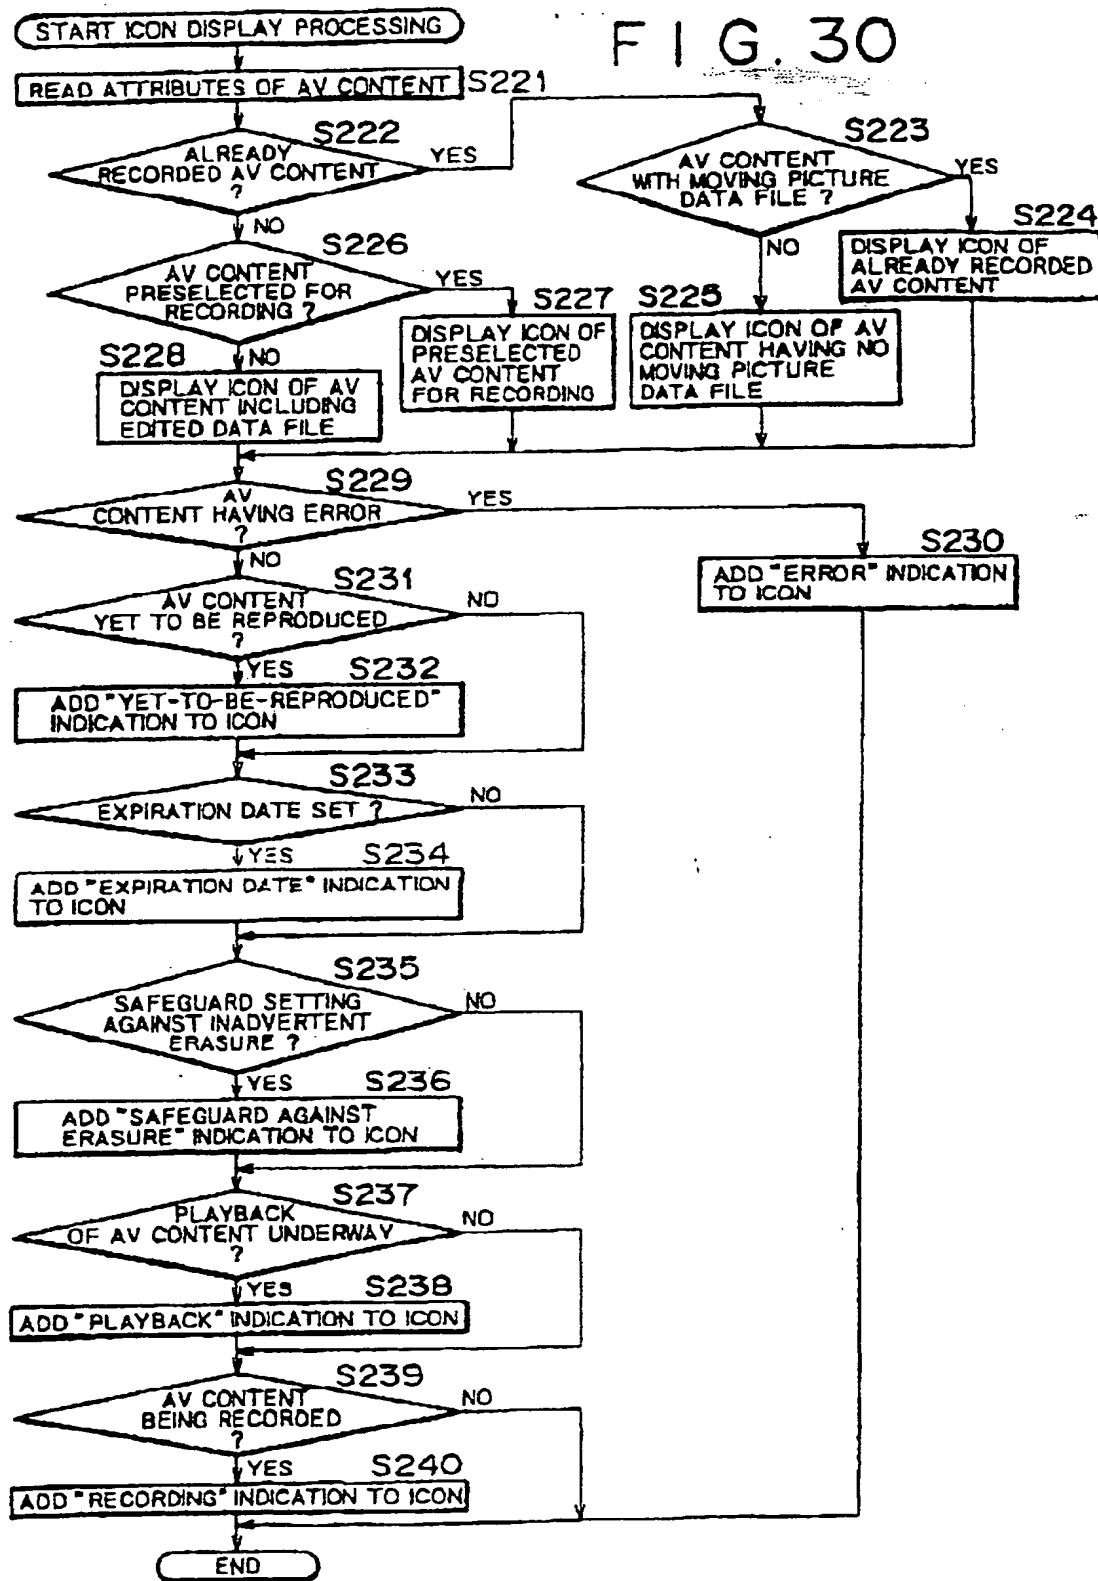 FIG. 30
START ICON DISPLAY PROCESSING
READ ATTRIBUTES OF AV CONTENT
S221
S222
ALREADY
RECORDED AV CONTENT
?
YES
NO
S223
AV CONTENT
WITH MOVING PICTURE
DATA FILE ?
YES
NO
S224
DISPLAY ICON OF
ALREADY RECORDED
AV CONTENT
S225
DISPLAY ICON OF AV
CONTENT HAVING NO
MOVING PICTURE
DATA FILE
S226
AV CONTENT
PRESELECTED FOR
RECORDING ?
YES
NO
S227
DISPLAY ICON OF
PRESELECTED
AV CONTENT
FOR RECORDING
S228
DISPLAY ICON OF AV
CONTENT INCLUDING
EDITED DATA FILE
S229
AV
CONTENT HAVING ERROR
?
YES
NO
S230
ADD "ERROR" INDICATION
TO ICON
S231
AV CONTENT
YET TO BE REPRODUCED
?
NO
YES
S232
ADD "YET-TO-BE-REPRODUCED"
INDICATION TO ICON
S233
EXPIRATION DATE SET ?
NO
YES
S234
ADD "EXPIRATION DATE" INDICATION
TO ICON
S235
SAFEGUARD SETTING
AGAINST INADVERTENT
ERASURE ?
NO
YES
S236
ADD "SAFEGUARD AGAINST
ERASURE" INDICATION TO ICON
S237
PLAYBACK
OF AV CONTENT UNDERWAY
?
NO
YES
S238
ADD "PLAYBACK" INDICATION TO ICON
S239
AV CONTENT
BEING RECORDED
?
NO
YES
S240
ADD "RECORDING" INDICATION TO ICON
END